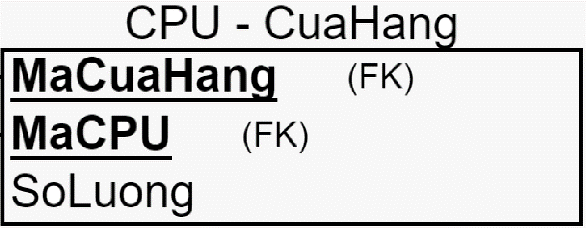 CPU - CuaHang
MaCuaHang (FK)
MaCPU (FK)
SoLuong